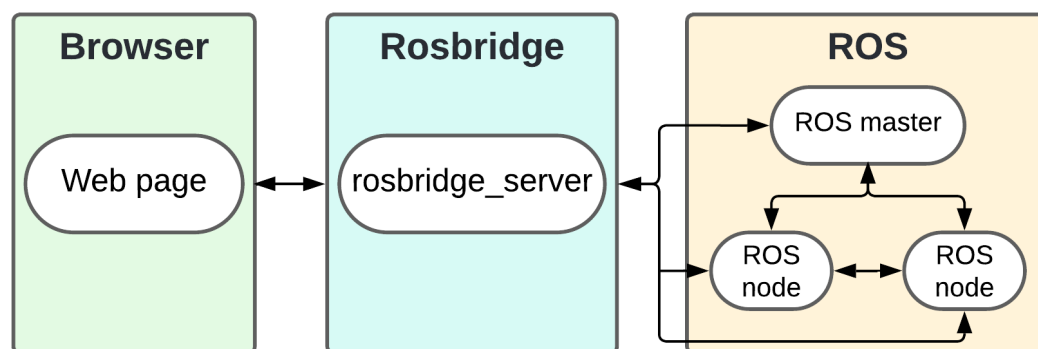 Browser
Rosbridge
ROS
Web page
rosbridge_server
ROS master
ROS
node
ROS
node